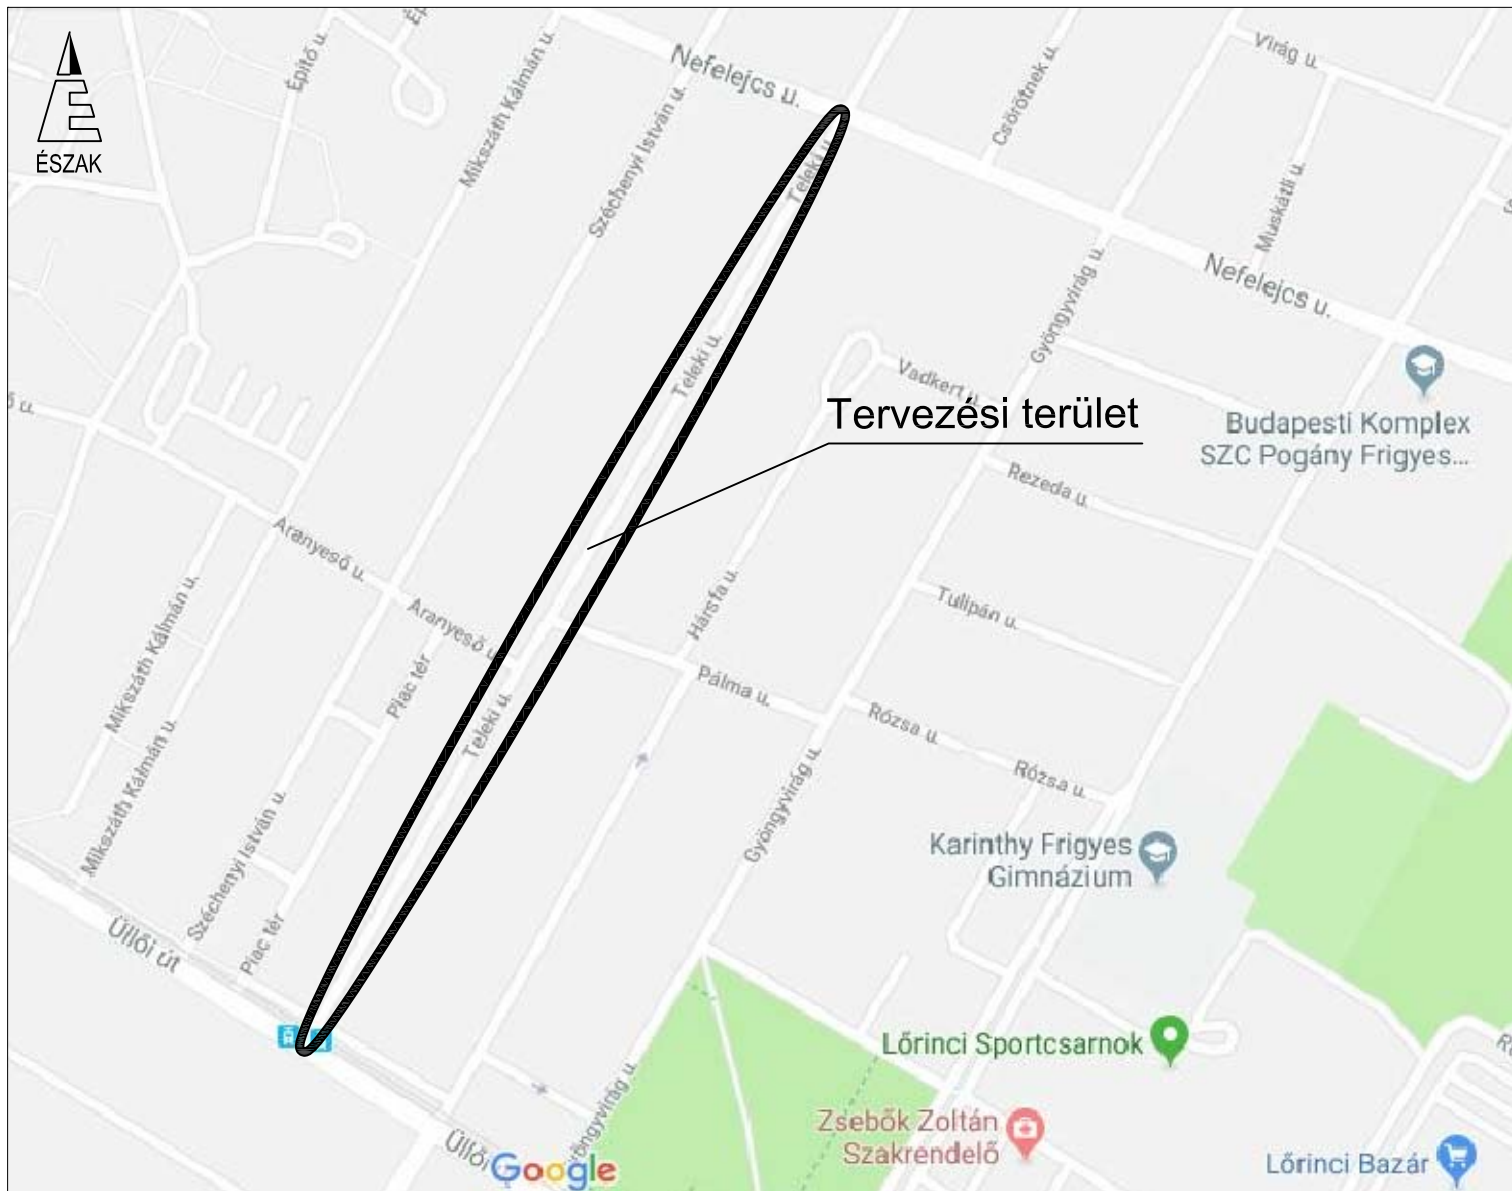 ÉSZAK
Építő u.
Mikszáth Kálmán u.
Széchenyi István u.
Nefelejcs u.
Teleki u.
Csörötnek u.
Virág u.
Muskátli u.
Nefelejcs u.
Gyöngyvirág u.
Teleki u.
Vadkert u.
Tervezési terület
Budapesti Komplex
SZC Pogány Frigyes...
Rezeda u.
Aranyeső u.
Aranyeső u.
Hársfa u.
Tulipán u.
Mikszáth Kálmán u.
Piac tér
Teleki u.
Pálma u.
Rózsa u.
Rózsa u.
Mikszáth Kálmán u.
Széchenyi István u.
Gyöngyvirág u.
Karinthy Frigyes
Gimnázium
Üllői út
Piac tér
Lőrinci Sportcsarnok
Zsebők Zoltán
Szakrendelő
Üllői
Google
öngyvirág u.
Lőrinci Bazár